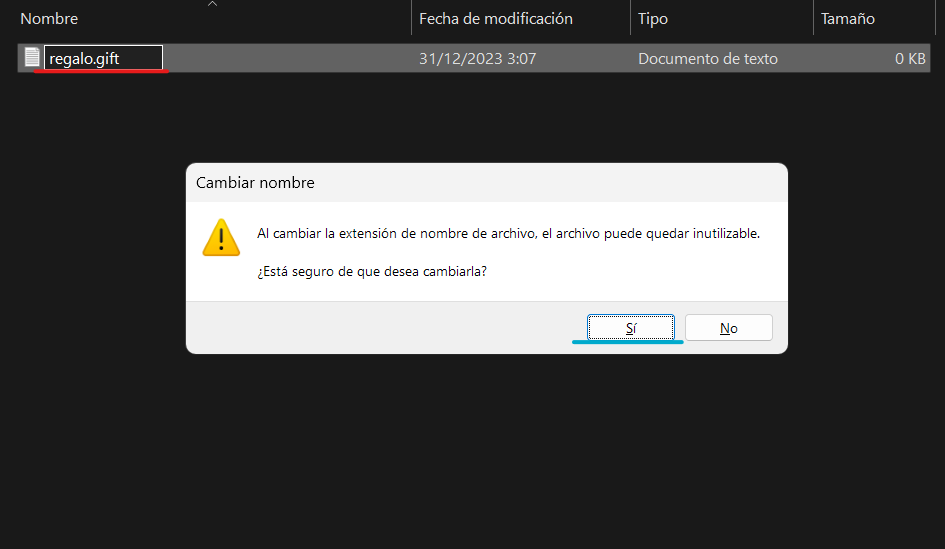 Nombre Fecha de modificación Tipo Tamaño
regalo.gift 31/12/2023 3:07 Documento de texto 0 KB
Cambiar nombre
Al cambiar la extensión de nombre de archivo, el archivo puede quedar inutilizable.
¿Está seguro de que desea cambiarla?
Sí No